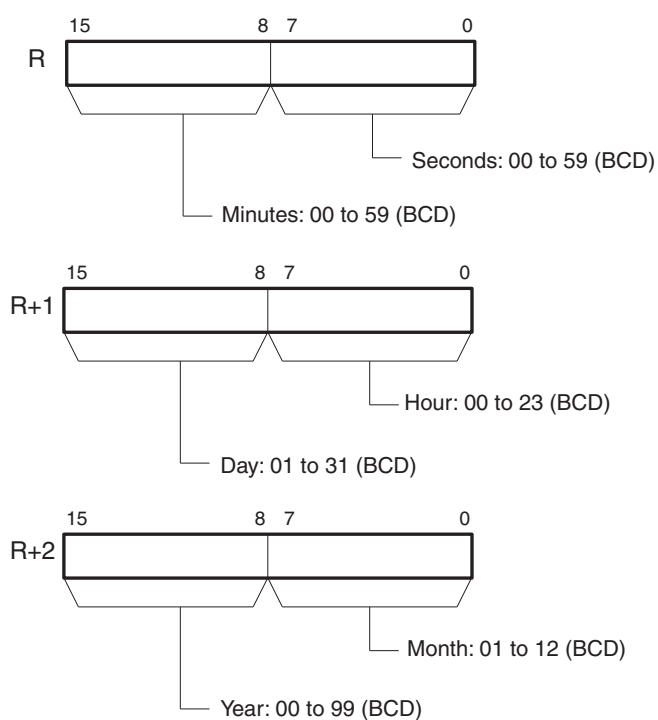 15 8 7 0
R
Seconds: 00 to 59 (BCD)
Minutes: 00 to 59 (BCD)
15 8 7 0
R+1
Hour: 00 to 23 (BCD)
Day: 01 to 31 (BCD)
15 8 7 0
R+2
Month: 01 to 12 (BCD)
Year: 00 to 99 (BCD)